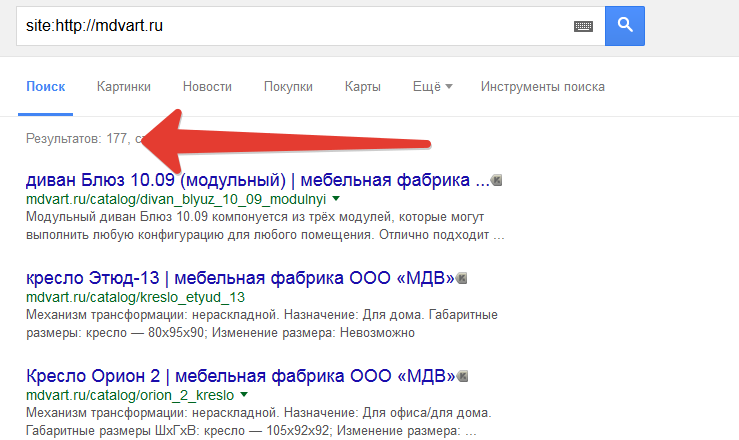 site:http://mdvart.ru
Поиск Картинки Новости Покупки Карты Ещё Инструменты поиска
Результатов: 177,
диван Блюз 10.09 (модульный) | мебельная фабрика ...
mdvart.ru/catalog/divan_blyuz_10_09_modulnyi
Модульный диван Блюз 10.09 компонуется из трёх модулей, которые могут
выполнить любую конфигурацию для любого помещения. Отлично подходит ...
кресло Этюд-13 | мебельная фабрика ООО «МДВ»
mdvart.ru/catalog/kreslo_etyud_13
Механизм трансформации: нераскладной. Назначение: Для дома. Габаритные
размеры: кресло — 80х95х90; Изменение размера: Невозможно
Кресло Орион 2 | мебельная фабрика ООО «МДВ»
mdvart.ru/catalog/orion_2_kreslo
Механизм трансформации: нераскладной. Назначение: Для офиса/для дома.
Габаритные размеры ШхГхВ: кресло — 105х92х92; Изменение размера: ...